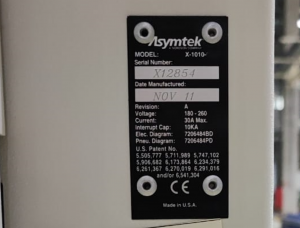 Asymtek
MODEL: X-1010
Serial Number:
X12854
Date Manufactured:
NOV 11
Revision: A
Voltage: 180 - 260
Current: 30A Max.
Interrupt Cap: 10KA
Elec. Diagram: 7206484BD
Pneu. Diagram: 7206484PD
U.S. Patent No.
5,505,777 5,711,989 5,747,102
5,906,682 6,173,864 6,234,379
6,261,367 6,270,019 6,291,016
and/or 6,541,304
CE
Made in U.S.A.